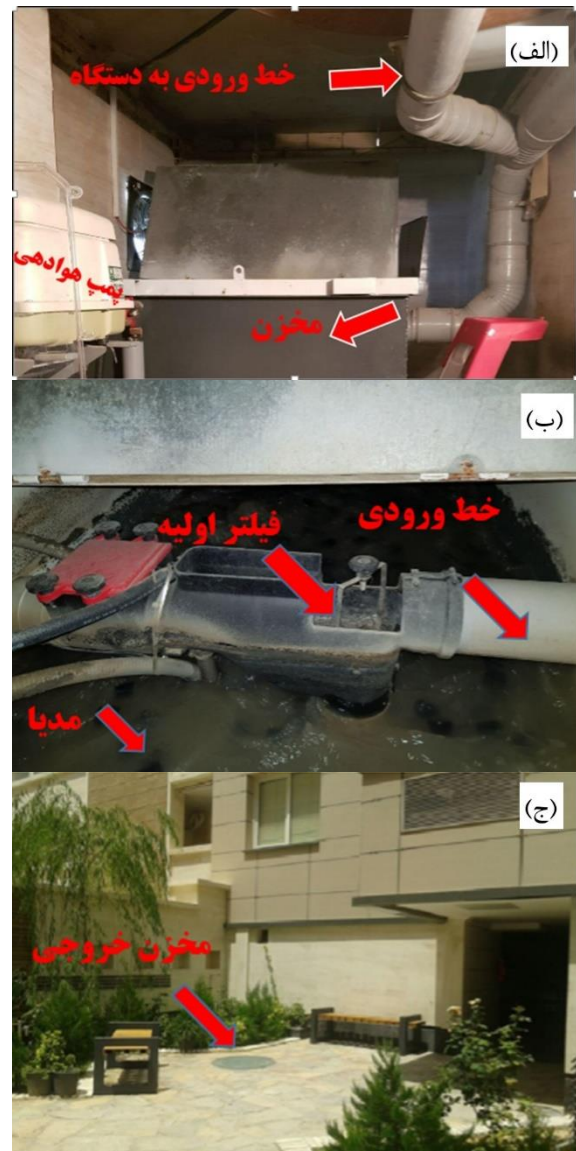 (الف)
خط ورودی به دستگاه
پمپ هوادهی
مخزن
(ب)
فیلتر اولیه
خط ورودی
مدیا
(ج)
مخزن خروجی